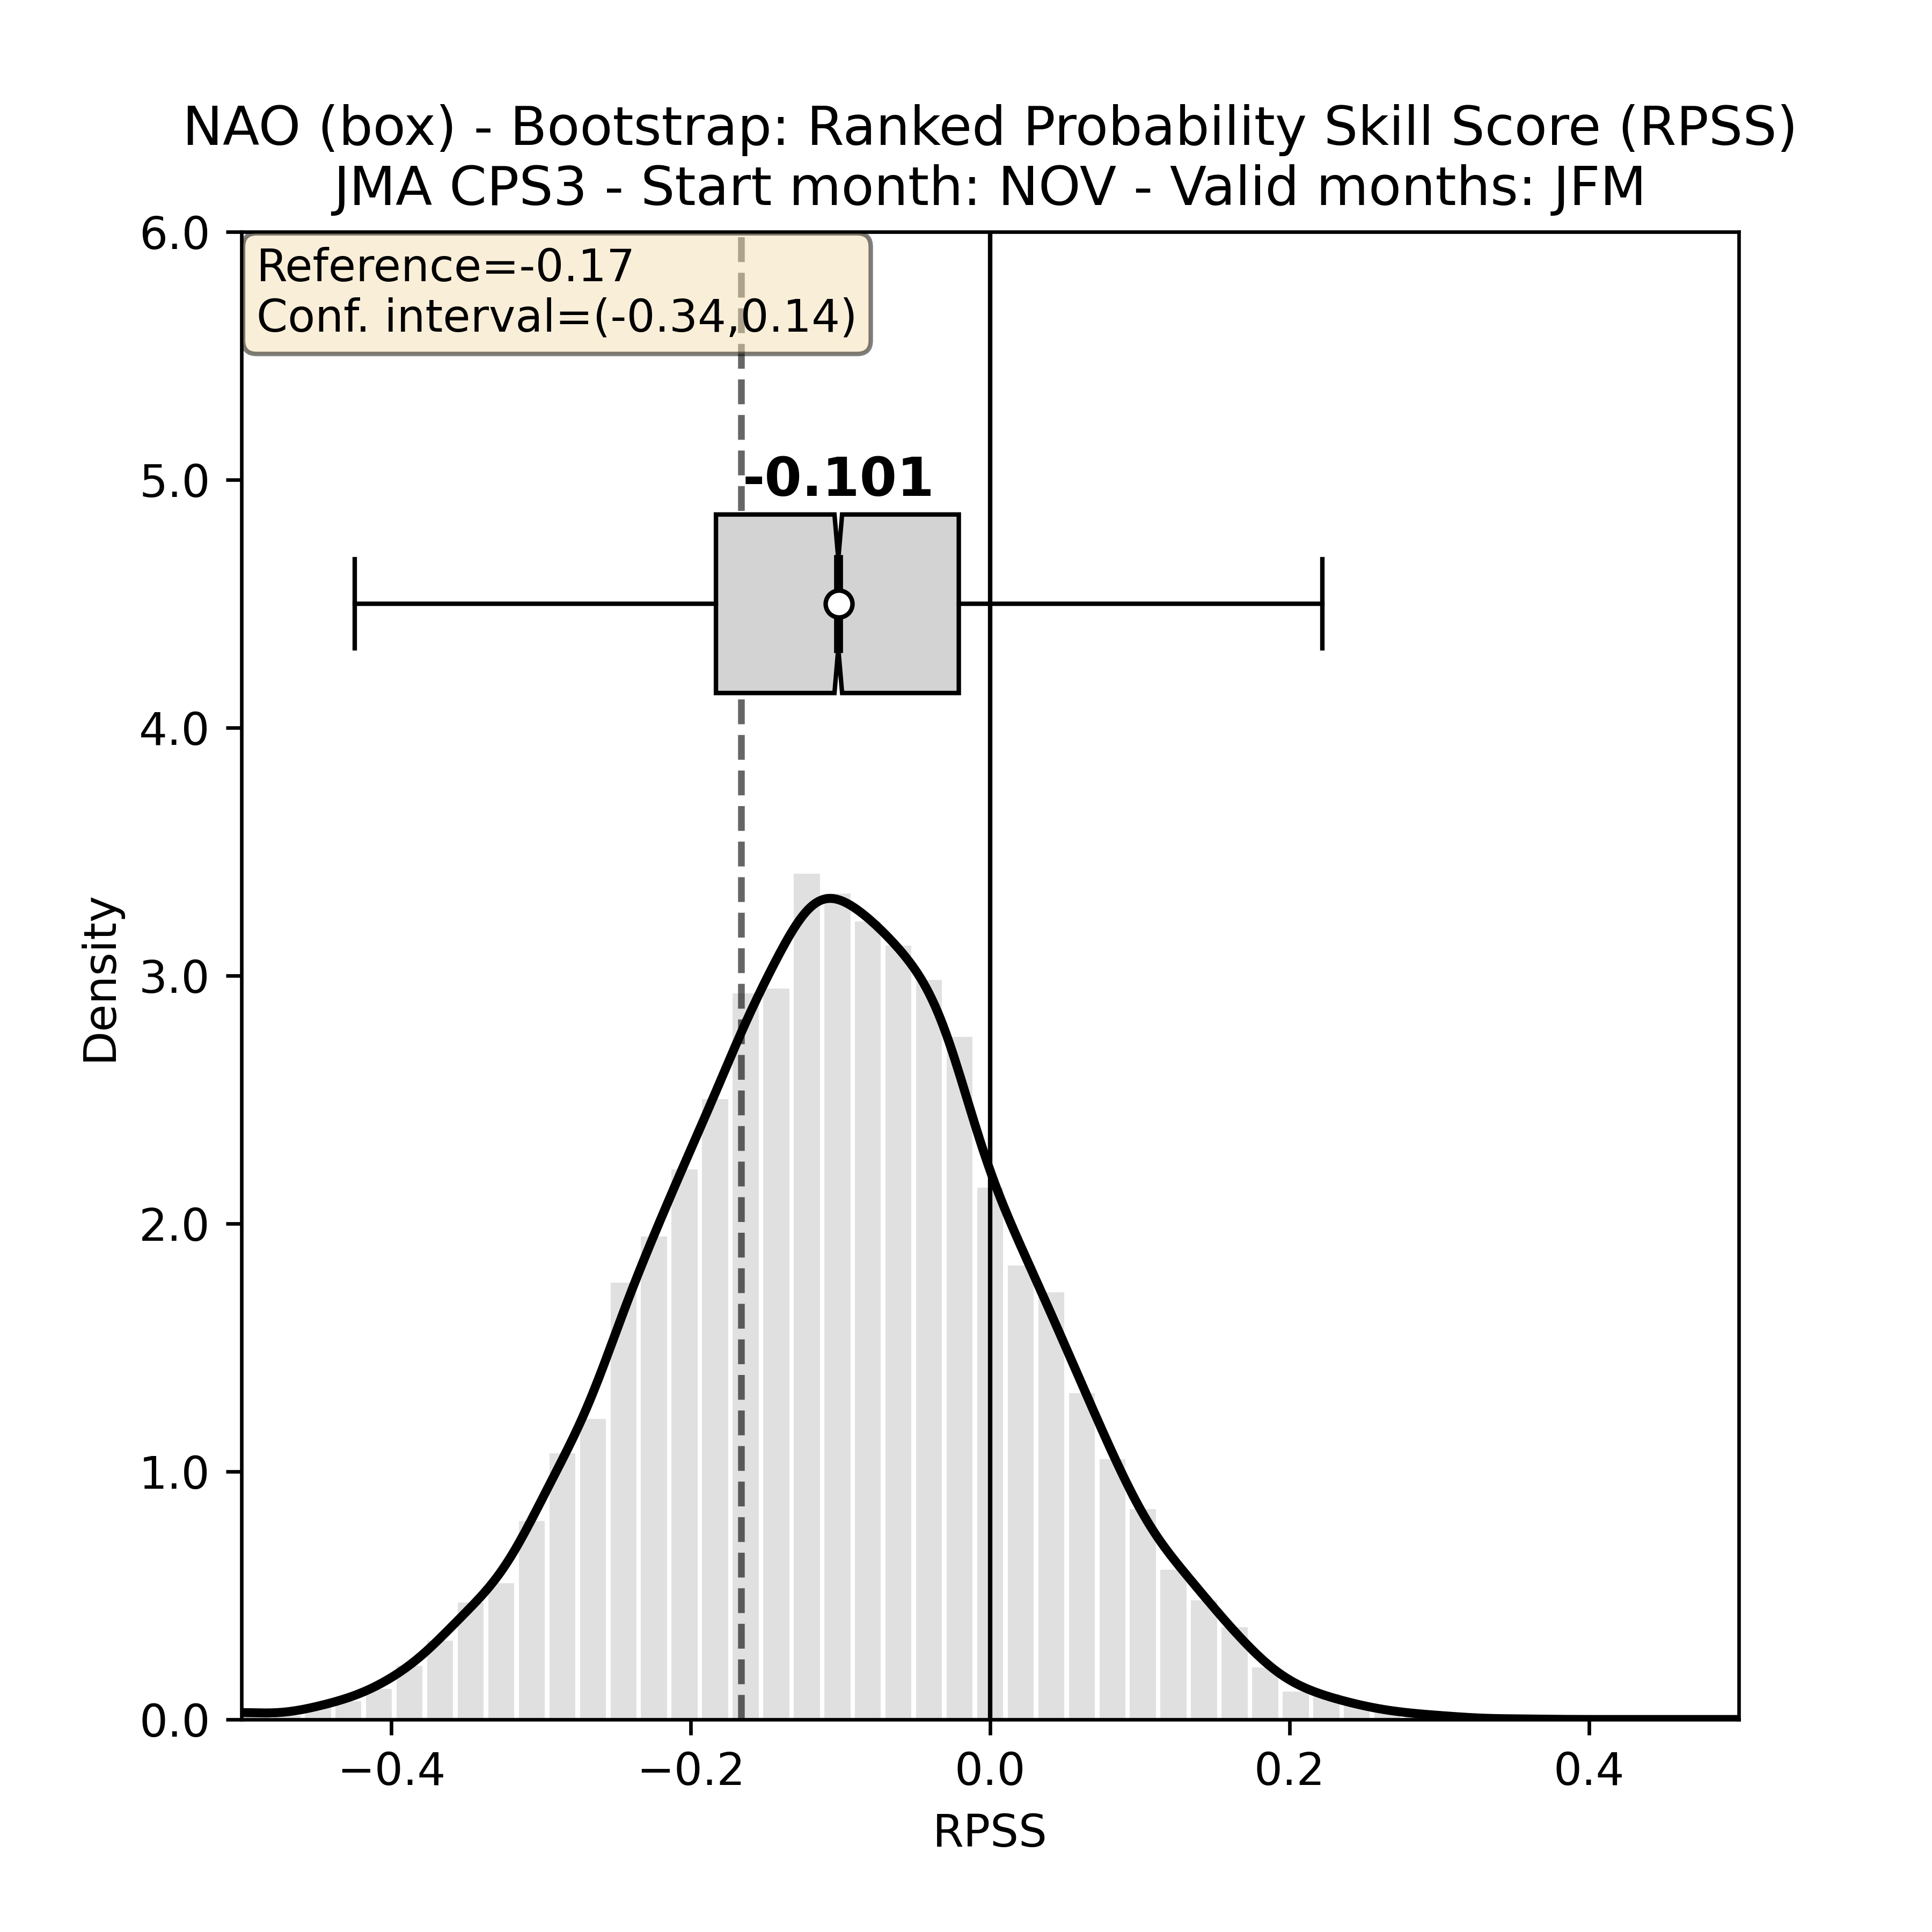 NAO (box) - Bootstrap: Ranked Probability Skill Score (RPSS)
JMA CPS3 - Start month: NOV - Valid months: JFM
Reference=-0.17
Conf. interval=(-0.34,0.14)
-0.101
6.0
5.0
4.0
3.0
2.0
1.0
0.0
Density
−0.4
−0.2
0.0
0.2
0.4
RPSS